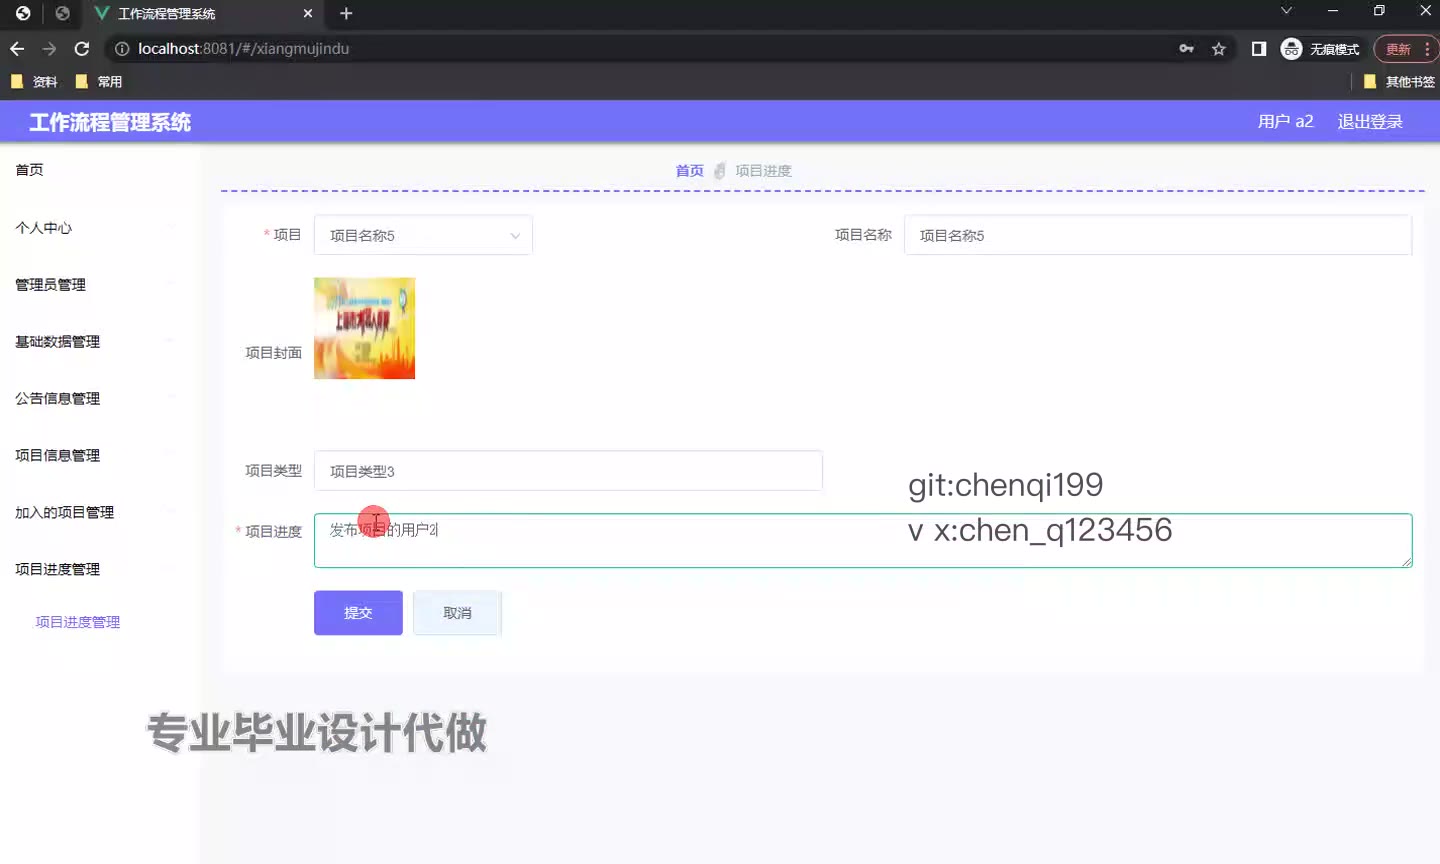 工作流程管理系统
localhost:8081/#/xiangmujindu
无痕模式
更新
资料
常用
其他书签
工作流程管理系统
用户 a2
退出登录
首页
个人中心
管理员管理
基础数据管理
公告信息管理
项目信息管理
加入的项目管理
项目进度管理
项目进度管理
首页
项目进度
* 项目
项目名称5
项目名称
项目名称5
项目封面
项目类型
项目类型3
* 项目进度
发布项目的用户2
提交
取消
git:chenqi199
v x:chen_q123456
专业毕业设计代做